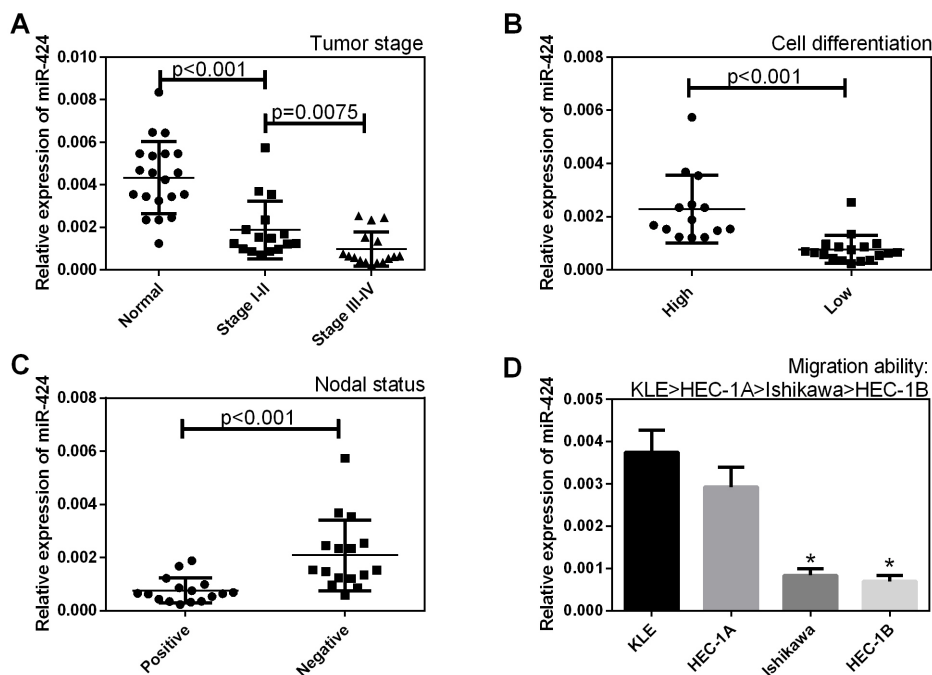 A
Tumor stage
Relative expression of miR-424
0.010
0.008
0.006
0.004
0.002
0.000
p<0.001
p=0.0075
Normal
Stage I-II
Stage III-IV
B
Cell differentiation
Relative expression of miR-424
0.008
0.006
0.004
0.002
0.000
p<0.001
High
Low
C
Nodal status
Relative expression of miR-424
0.008
0.006
0.004
0.002
0.000
p<0.001
Positive
Negative
D
Migration ability:
KLE>HEC-1A>Ishikawa>HEC-1B
Relative expression of miR-424
0.005
0.004
0.003
0.002
0.001
0.000
*
*
KLE
HEC-1A
Ishikawa
HEC-1B